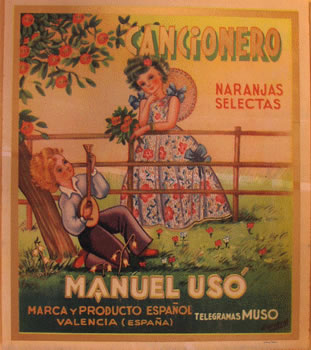 CANCIONERO
NARANJAS
SELECTAS
MANUEL USÓ
MARCA Y PRODUCTO ESPAÑOL
VALENCIA (ESPAÑA)
TELEGRAMAS MUSO